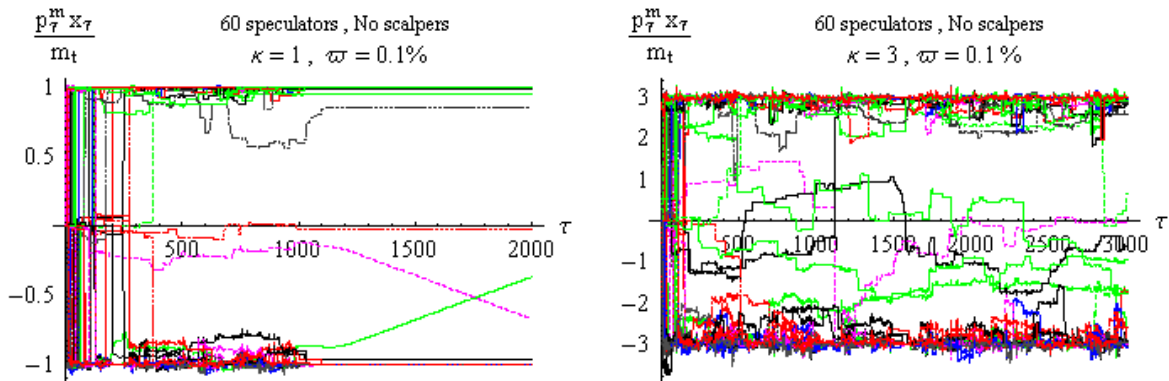 p_τ^m x_τ / m_t
60 speculators , No scalpers
κ = 1 , ϖ = 0.1%
1
0.5
-0.5
-1
500 1000 1500 2000 τ
p_τ^m x_τ / m_t
60 speculators , No scalpers
κ = 3 , ϖ = 0.1%
3
2
1
-1
-2
-3
500 1000 1500 2000 2500 3000 τ